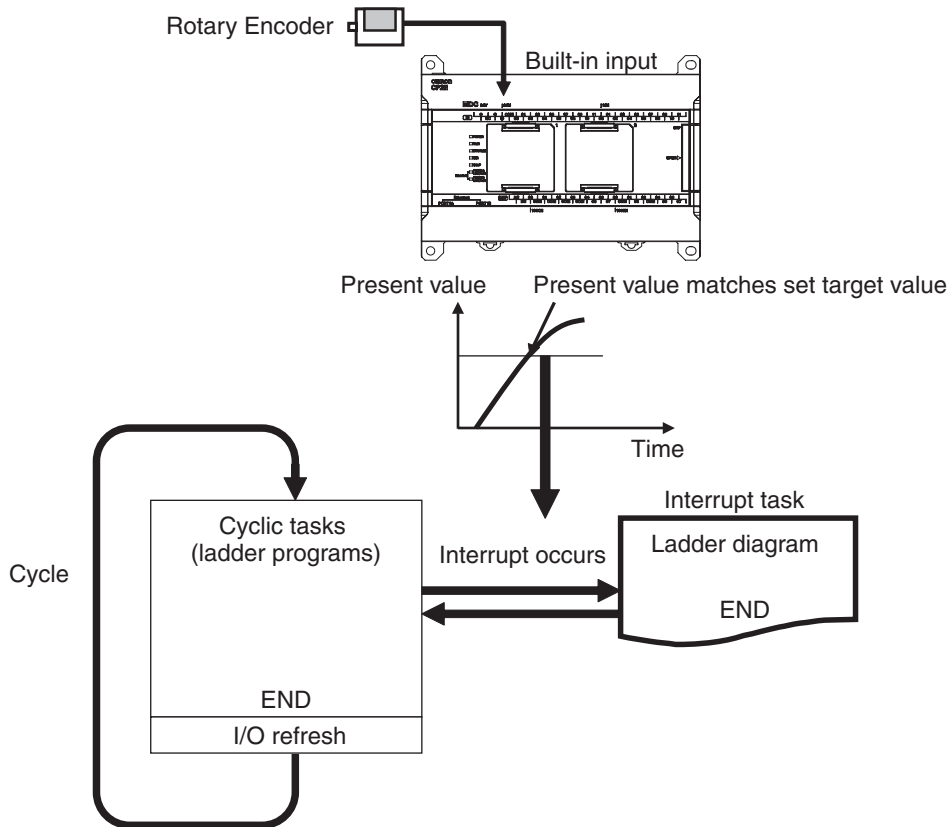 Rotary Encoder
Built-in input
Present value
Present value matches set target value
Time
Interrupt task
Cyclic tasks
(ladder programs)
Interrupt occurs
Ladder diagram
Cycle
END
END
I/O refresh